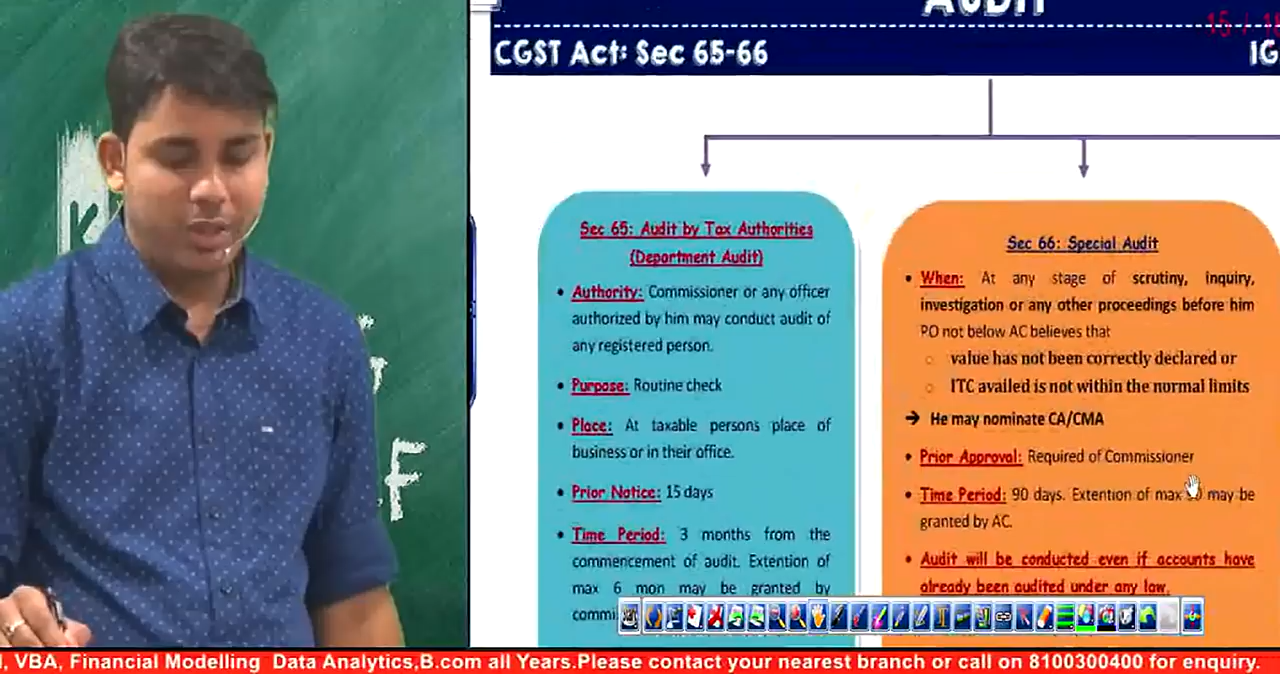 AUDIT
CGST Act: Sec 65-66
IG
Sec 65: Audit by Tax Authorities
(Department Audit)
• Authority: Commissioner or any officer
authorized by him may conduct audit of
any registered person.
• Purpose: Routine check
• Place: At taxable persons place of
business or in their office.
• Prior Notice: 15 days
• Time Period: 3 months from the
commencement of audit. Extention of
max 6 mon may be granted by
commi
Sec 66: Special Audit
• When: At any stage of scrutiny, inquiry,
investigation or any other proceedings before him
PO not below AC believes that
○ value has not been correctly declared or
○ ITC availed is not within the normal limits
➔ He may nominate CA/CMA
• Prior Approval: Required of Commissioner
• Time Period: 90 days. Extention of max may be
granted by AC.
• Audit will be conducted even if accounts have
already been audited under any law.
K
F
, VBA, Financial Modelling Data Analytics,B.com all Years.Please contact your nearest branch or call on 8100300400 for enquiry.